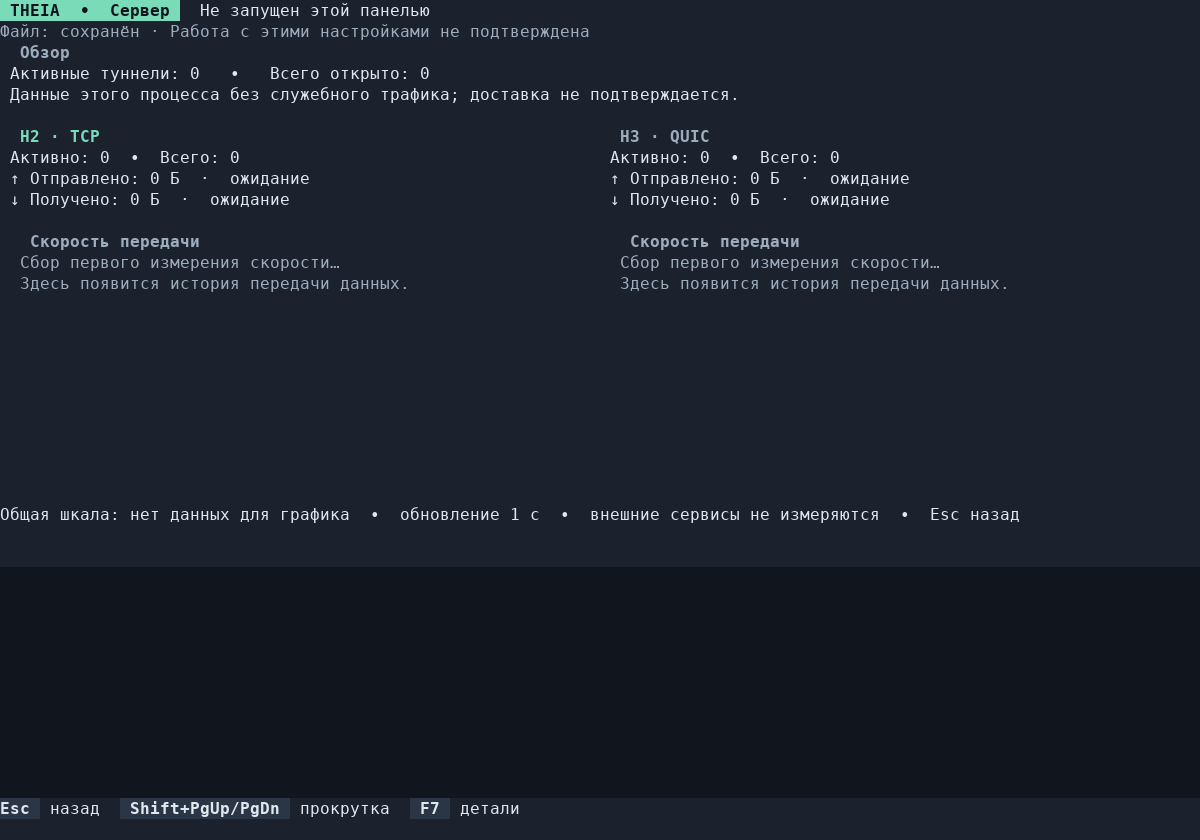 THEIA • Сервер Не запущен этой панелью
Файл: сохранён · Работа с этими настройками не подтверждена
Обзор
Активные туннели: 0 • Всего открыто: 0
Данные этого процесса без служебного трафика; доставка не подтверждается.
H2 · TCP
Активно: 0 • Всего: 0
↑ Отправлено: 0 Б · ожидание
↓ Получено: 0 Б · ожидание
Скорость передачи
Сбор первого измерения скорости…
Здесь появится история передачи данных.
H3 · QUIC
Активно: 0 • Всего: 0
↑ Отправлено: 0 Б · ожидание
↓ Получено: 0 Б · ожидание
Скорость передачи
Сбор первого измерения скорости…
Здесь появится история передачи данных.
Общая шкала: нет данных для графика • обновление 1 с • внешние сервисы не измеряются • Esc назад
Esc назад Shift+PgUp/PgDn прокрутка F7 детали